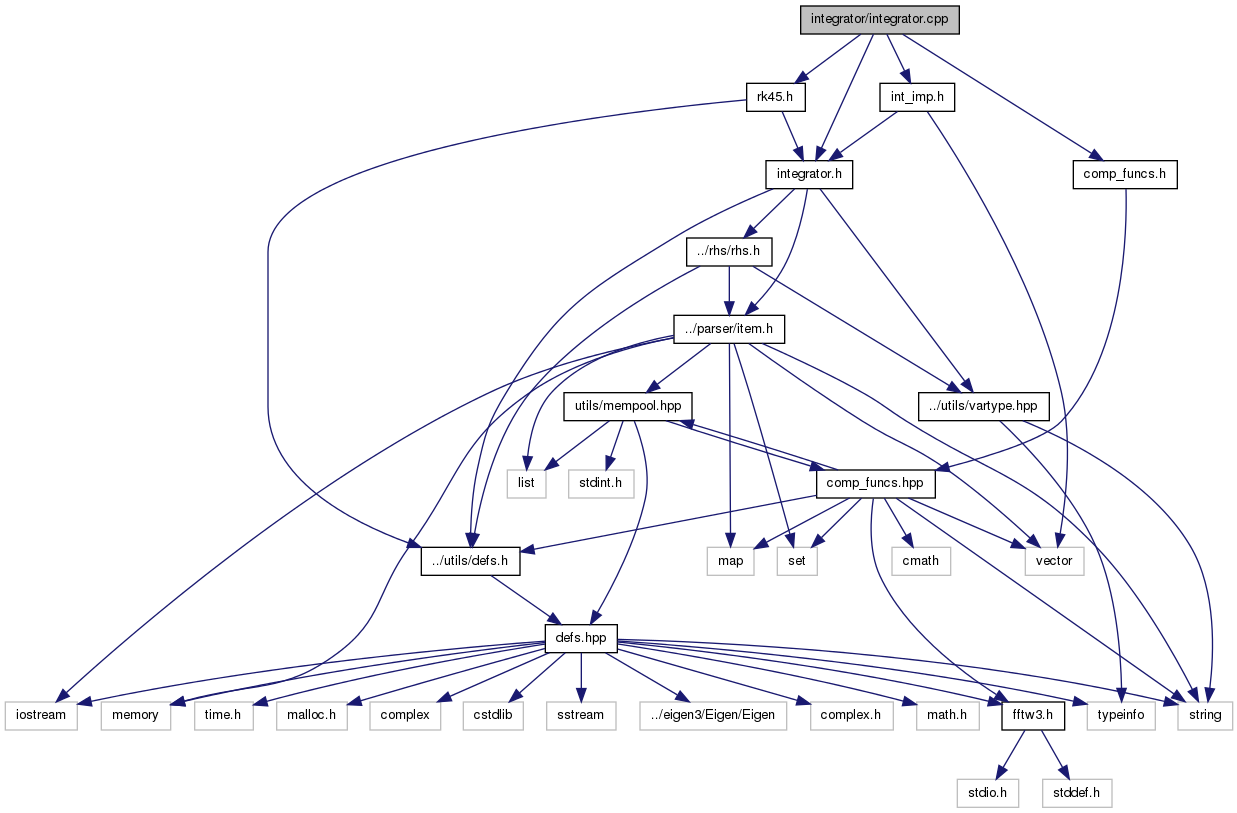 integrator/integrator.cpp
rk45.h
int_imp.h
integrator.h
comp_funcs.h
../rhs/rhs.h
../parser/item.h
utils/mempool.hpp
../utils/vartype.hpp
list
stdint.h
comp_funcs.hpp
../utils/defs.h
map
set
cmath
vector
defs.hpp
iostream
memory
time.h
malloc.h
complex
cstdlib
sstream
../eigen3/Eigen/Eigen
complex.h
math.h
fftw3.h
typeinfo
string
stdio.h
stddef.h